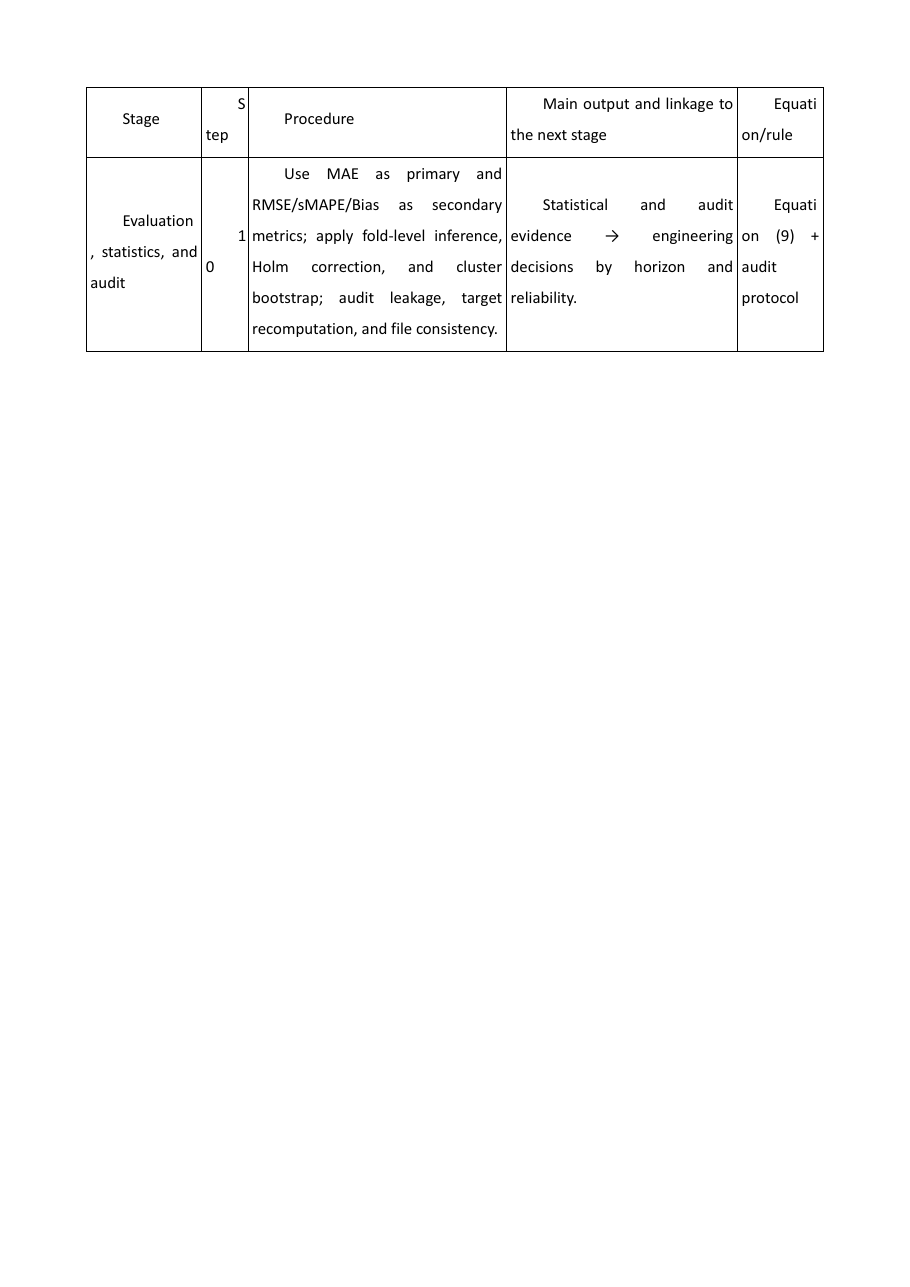 Stage
S
tep
Procedure
Main output and linkage to
the next stage
Equati
on/rule
Evaluation
, statistics, and
audit
1
0
Use MAE as primary and
RMSE/sMAPE/Bias as secondary
metrics; apply fold-level inference,
Holm correction, and cluster
bootstrap; audit leakage, target
recomputation, and file consistency.
Statistical and audit
evidence → engineering
decisions by horizon and
reliability.
Equati
on (9) +
audit
protocol